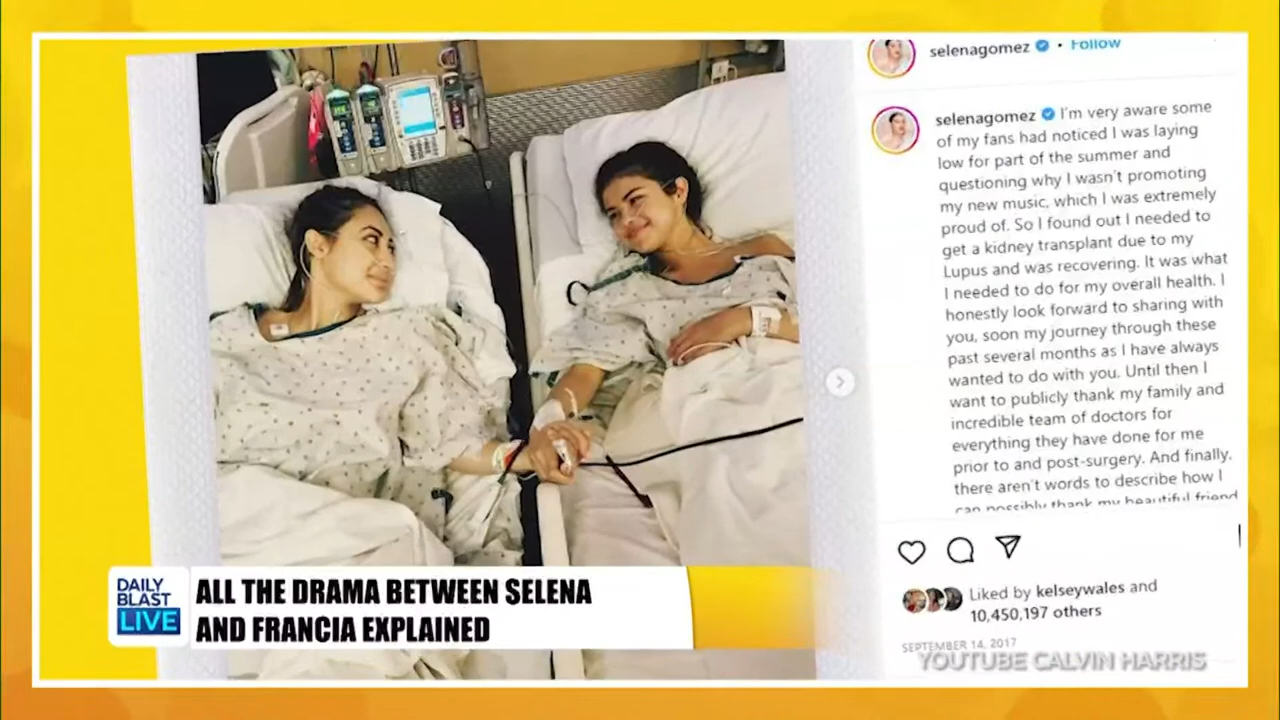 selenagomez • Follow
selenagomez I'm very aware some
of my fans had noticed I was laying
low for part of the summer and
questioning why I wasn't promoting
my new music, which I was extremely
proud of. So I found out I needed to
get a kidney transplant due to my
Lupus and was recovering. It was what
I needed to do for my overall health. I
honestly look forward to sharing with
you, soon my journey through these
past several months as I have always
wanted to do with you. Until then I
want to publicly thank my family and
incredible team of doctors for
everything they have done for me
prior to and post-surgery. And finally,
there aren't words to describe how I
can possibly thank my beautiful friend
Liked by kelseywales and
10,450,197 others
SEPTEMBER 14, 2017
YOUTUBE CALVIN HARRIS
DAILY
BLAST
LIVE
ALL THE DRAMA BETWEEN SELENA
AND FRANCIA EXPLAINED